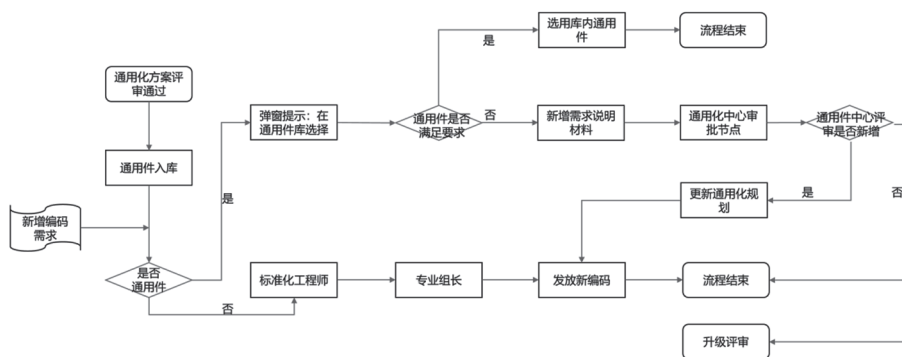 选用库内通用
件
流程结束
是
通用化方案评
审通过
弹窗提示：在
通用件库选择
通用件是否
满足要求
否
新增需求说明
材料
通用化中心审
批节点
通用件中心评
审是否新增
通用件入库
是
更新通用化规
划
是
否
新增编码
需求
是否
通用件
标准化工程师
专业组长
发放新编码
流程结束
否
升级评审